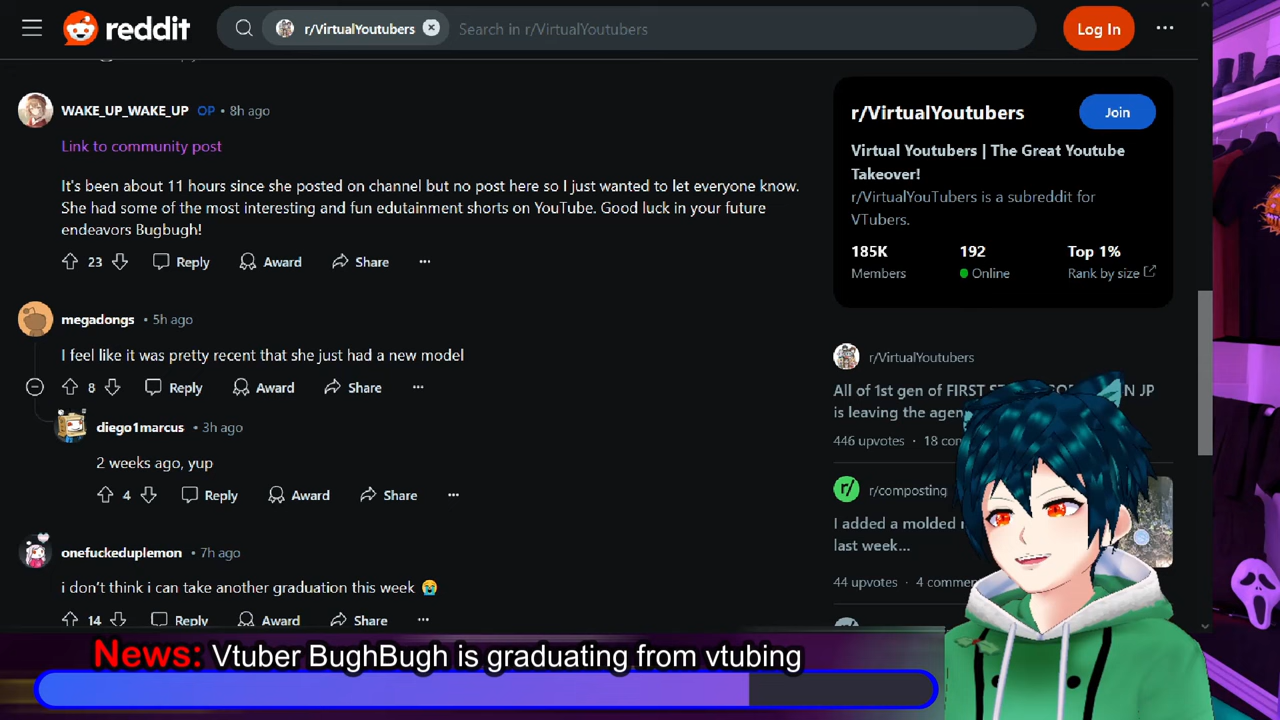 reddit
r/VirtualYoutubers
Search in r/VirtualYoutubers
Log In
WAKE_UP_WAKE_UP OP • 8h ago
Link to community post
It's been about 11 hours since she posted on channel but no post here so I just wanted to let everyone know.
She had some of the most interesting and fun edutainment shorts on YouTube. Good luck in your future
endeavors Bugbugh!
23 Reply Award Share
megadongs • 5h ago
I feel like it was pretty recent that she just had a new model
8 Reply Award Share
diego1marcus • 3h ago
2 weeks ago, yup
4 Reply Award Share
onefuckeduplemon • 7h ago
i don't think i can take another graduation this week 😭
14 Reply Award Share
r/VirtualYoutubers
Join
Virtual Youtubers | The Great Youtube
Takeover!
r/VirtualYouTubers is a subreddit for
VTubers.
185K 192 Top 1%
Members Online Rank by size
r/VirtualYoutubers
All of 1st gen of FIRST N JP
is leaving the agen
446 upvotes • 18 com
r/ r/composting
I added a molded
last week...
44 upvotes • 4 commen
News: Vtuber BughBugh is graduating from vtubing